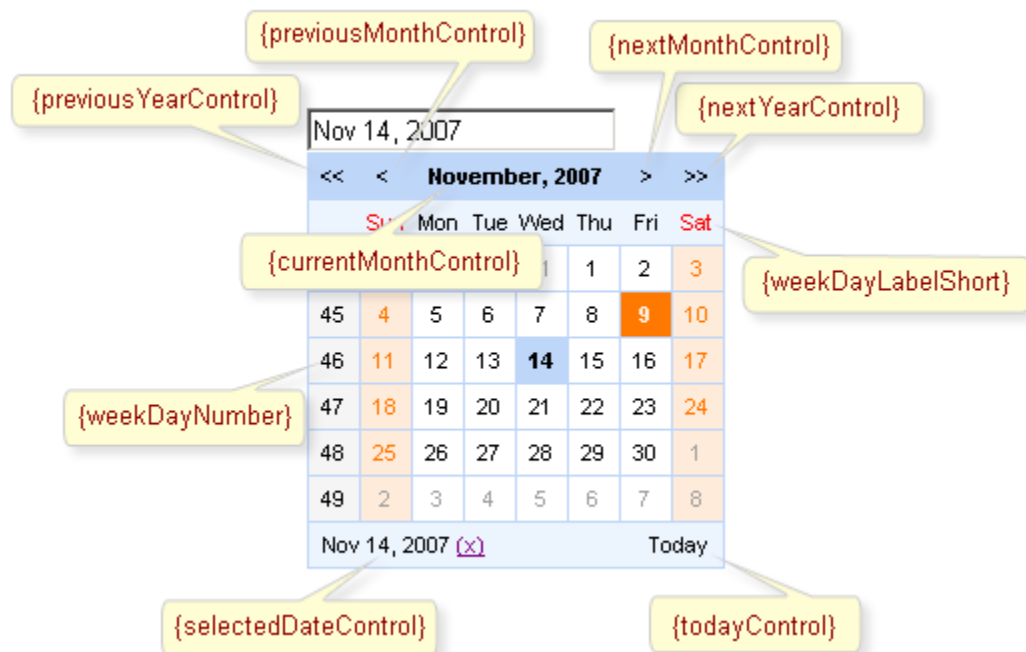 {previousMonthControl}
{nextMonthControl}
{previousYearControl}
{nextYearControl}
Nov 14, 2007
<< < November, 2007 > >>
Mon Tue Wed Thu Fri Sat
{currentMonthControl}
1 2 3
{weekDayLabelShort}
45 4 5 6 7 8 9 10
46 11 12 13 14 15 16 17
{weekDayNumber}
47 18 19 20 21 22 23 24
48 25 26 27 28 29 30 1
49 2 3 4 5 6 7 8
Nov 14, 2007 (x) Today
{selectedDateControl}
{todayControl}